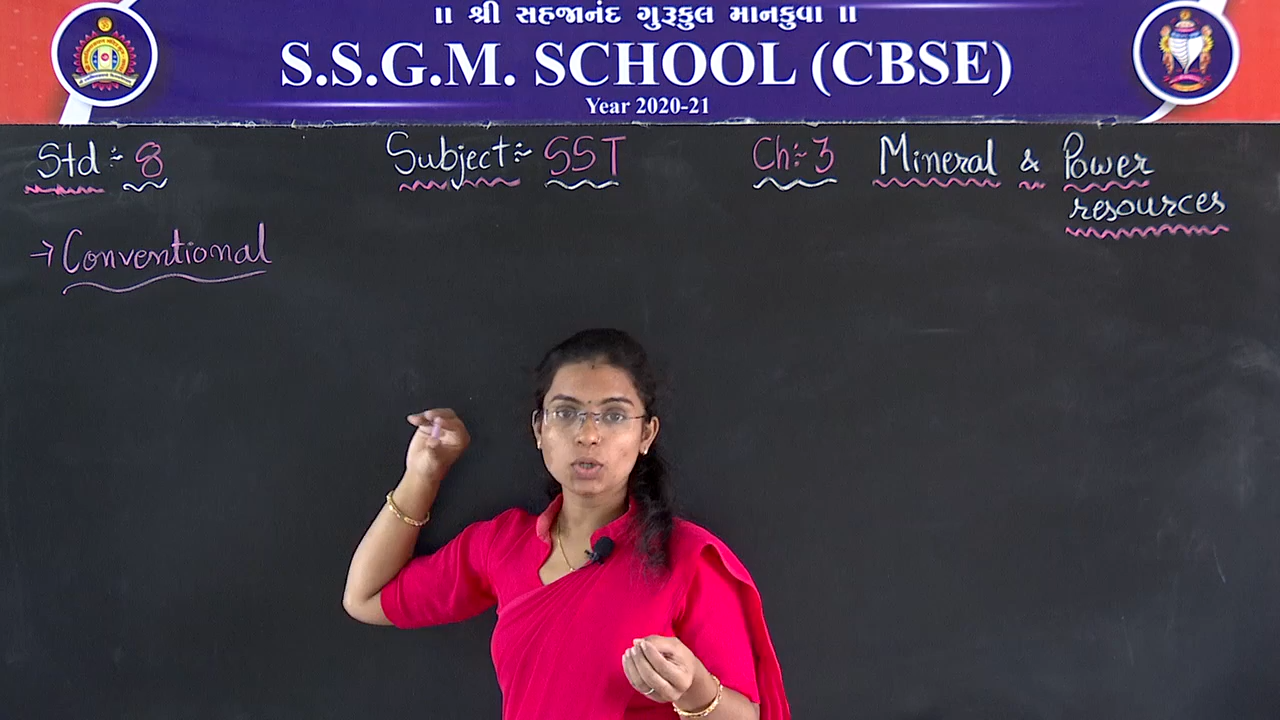 ॥ શ્રી સહજાનંદ ગુરૂકુલ માનકુવા ॥
S.S.G.M. SCHOOL (CBSE)
Year 2020-21
Std :- 8 Subject :- SST Ch :- 3 Mineral & Power
resources
→ Conventional